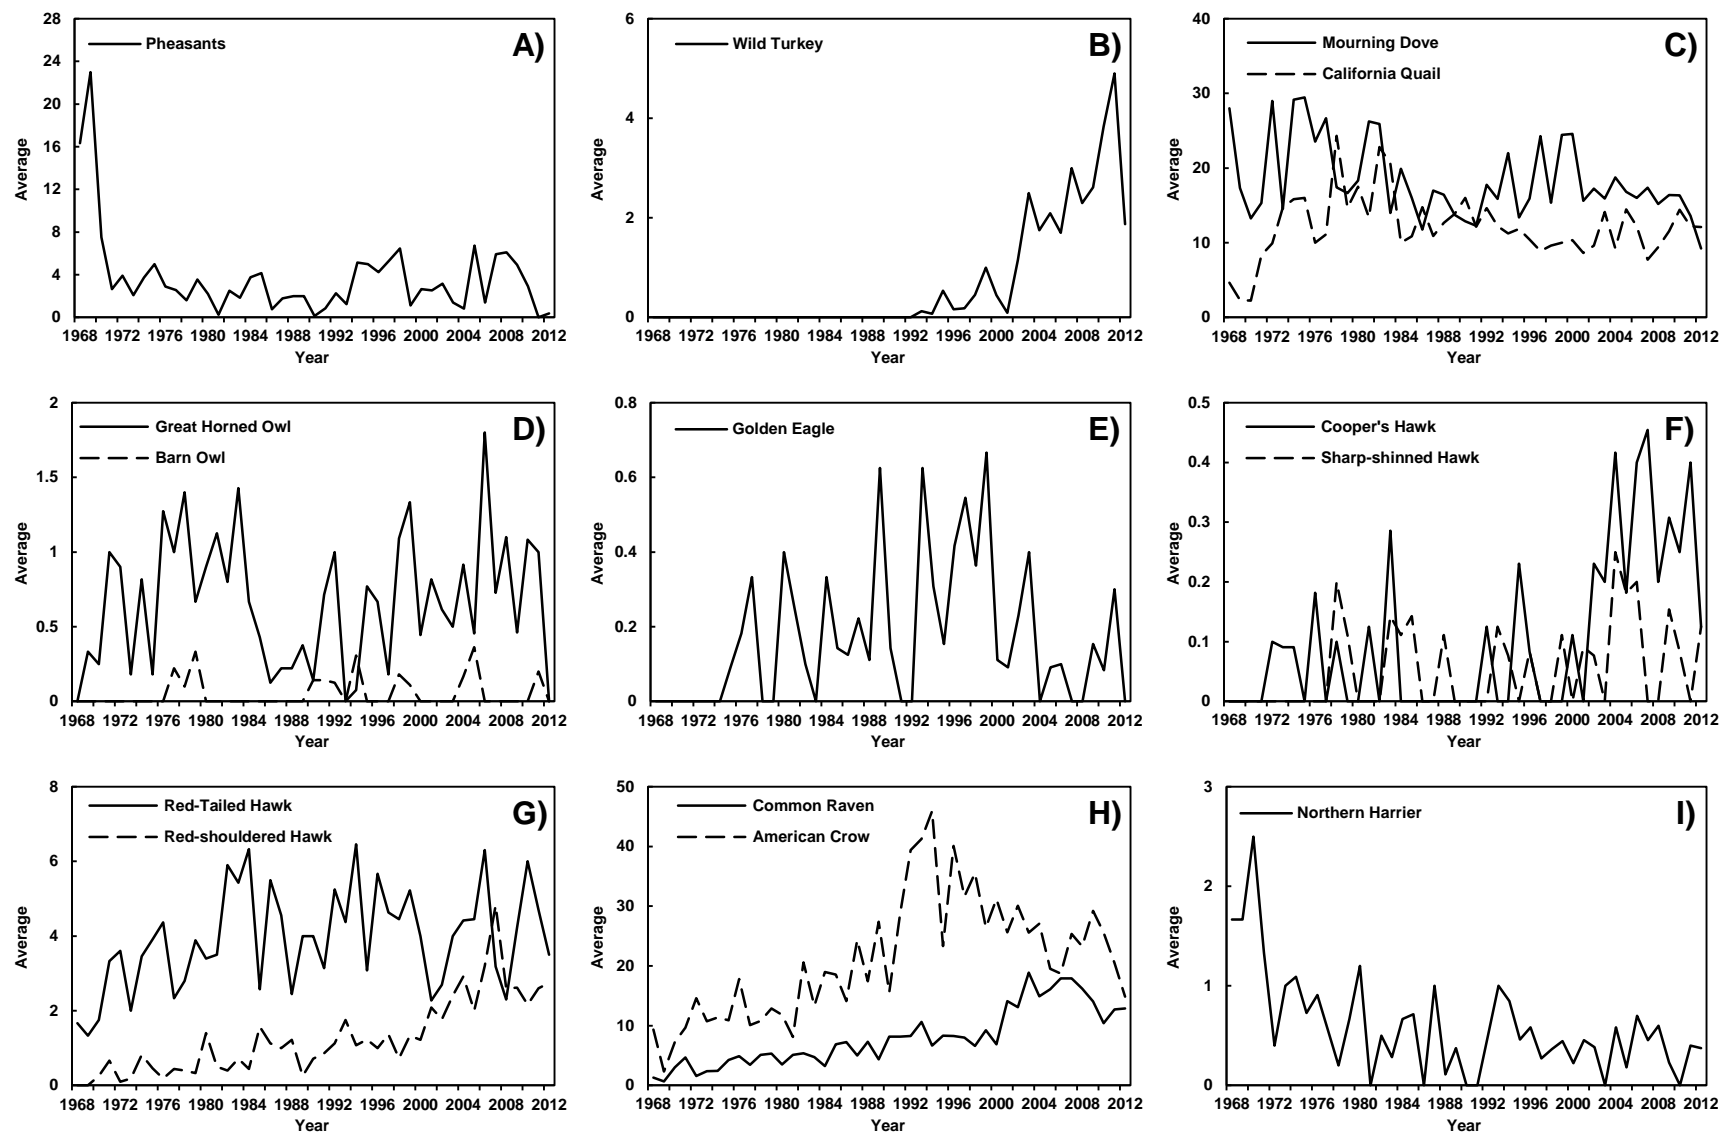 28
24
20
16
12
8
4
0
Average
Pheasants
A)
1968 1972 1976 1980 1984 1988 1992 1996 2000 2004 2008 2012
Year
6
4
2
0
Average
Wild Turkey
B)
1968 1972 1976 1980 1984 1988 1992 1996 2000 2004 2008 2012
Year
40
30
20
10
0
Average
Mourning Dove
California Quail
C)
1968 1972 1976 1980 1984 1988 1992 1996 2000 2004 2008 2012
Year
2
1.5
1
0.5
0
Average
Great Horned Owl
Barn Owl
D)
1968 1972 1976 1980 1984 1988 1992 1996 2000 2004 2008 2012
Year
0.8
0.6
0.4
0.2
0
Average
Golden Eagle
E)
1968 1972 1976 1980 1984 1988 1992 1996 2000 2004 2008 2012
Year
0.5
0.4
0.3
0.2
0.1
0
Average
Cooper's Hawk
Sharp-shinned Hawk
F)
1968 1972 1976 1980 1984 1988 1992 1996 2000 2004 2008 2012
Year
8
6
4
2
0
Average
Red-Tailed Hawk
Red-shouldered Hawk
G)
1968 1972 1976 1980 1984 1988 1992 1996 2000 2004 2008 2012
Year
50
40
30
20
10
0
Average
Common Raven
American Crow
H)
1968 1972 1976 1980 1984 1988 1992 1996 2000 2004 2008 2012
Year
3
2
1
0
Average
Northern Harrier
I)
1968 1972 1976 1980 1984 1988 1992 1996 2000 2004 2008 2012
Year